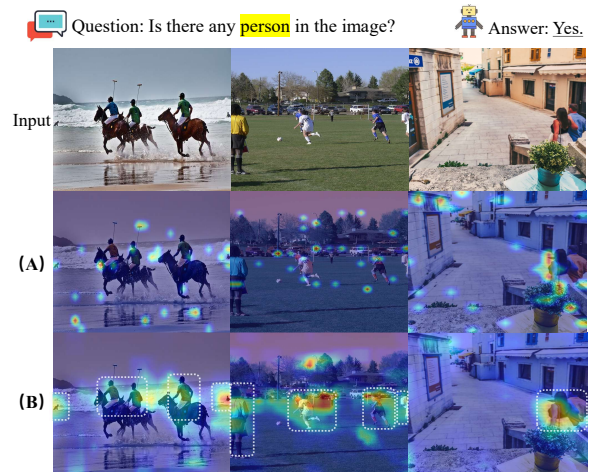 Question: Is there any person in the image?
Answer: Yes.
Input
(A)
(B)